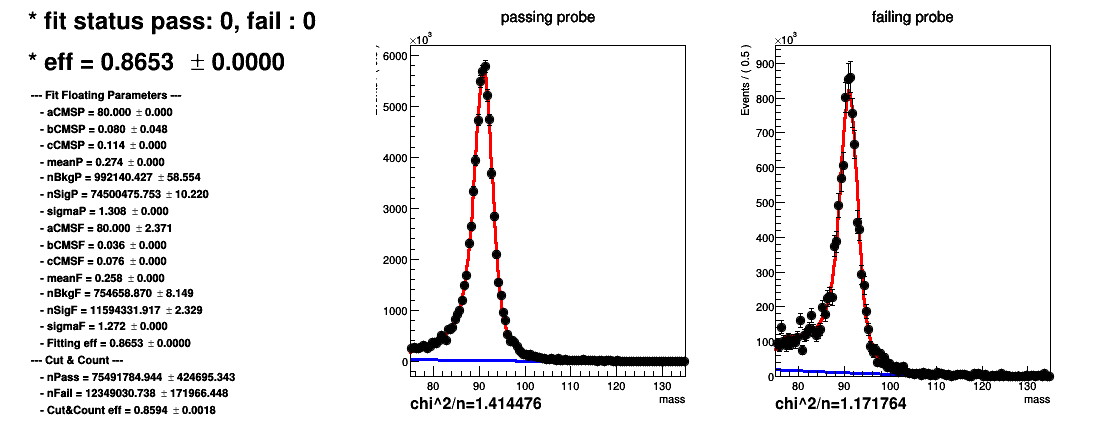 * fit status pass: 0, fail : 0
* eff = 0.8653 ± 0.0000
--- Fit Floating Parameters ---
- aCMSP = 80.000 ± 0.000
- bCMSP = 0.080 ± 0.048
- cCMSP = 0.114 ± 0.000
- meanP = 0.274 ± 0.000
- nBkgP = 992140.427 ± 58.554
- nSigP = 74500475.753 ± 10.220
- sigmaP = 1.308 ± 0.000
- aCMSF = 80.000 ± 2.371
- bCMSF = 0.036 ± 0.000
- cCMSF = 0.076 ± 0.000
- meanF = 0.258 ± 0.000
- nBkgF = 754658.870 ± 8.149
- nSigF = 11594331.917 ± 2.329
- sigmaF = 1.272 ± 0.000
- Fitting eff = 0.8653 ± 0.0000
--- Cut & Count ---
- nPass = 75491784.944 ± 424695.343
- nFail = 12349030.738 ± 171966.448
- Cut&Count eff = 0.8594 ± 0.0018
passing probe
×10³
6000
5000
4000
3000
2000
1000
0
80 90 100 110 120 130
mass
chi^2/n=1.414476
failing probe
×10³
Events / ( 0.5 )
900
800
700
600
500
400
300
200
100
0
80 90 100 110 120 130
mass
chi^2/n=1.171764